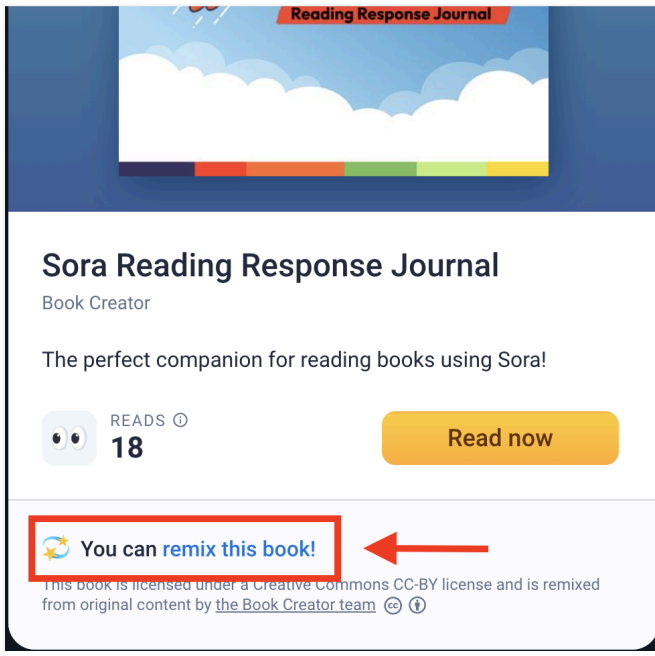 Reading Response Journal
Sora Reading Response Journal
Book Creator
The perfect companion for reading books using Sora!
READS
18
Read now
You can remix this book!
This book is licensed under a Creative Commons CC-BY license and is remixed
from original content by the Book Creator team